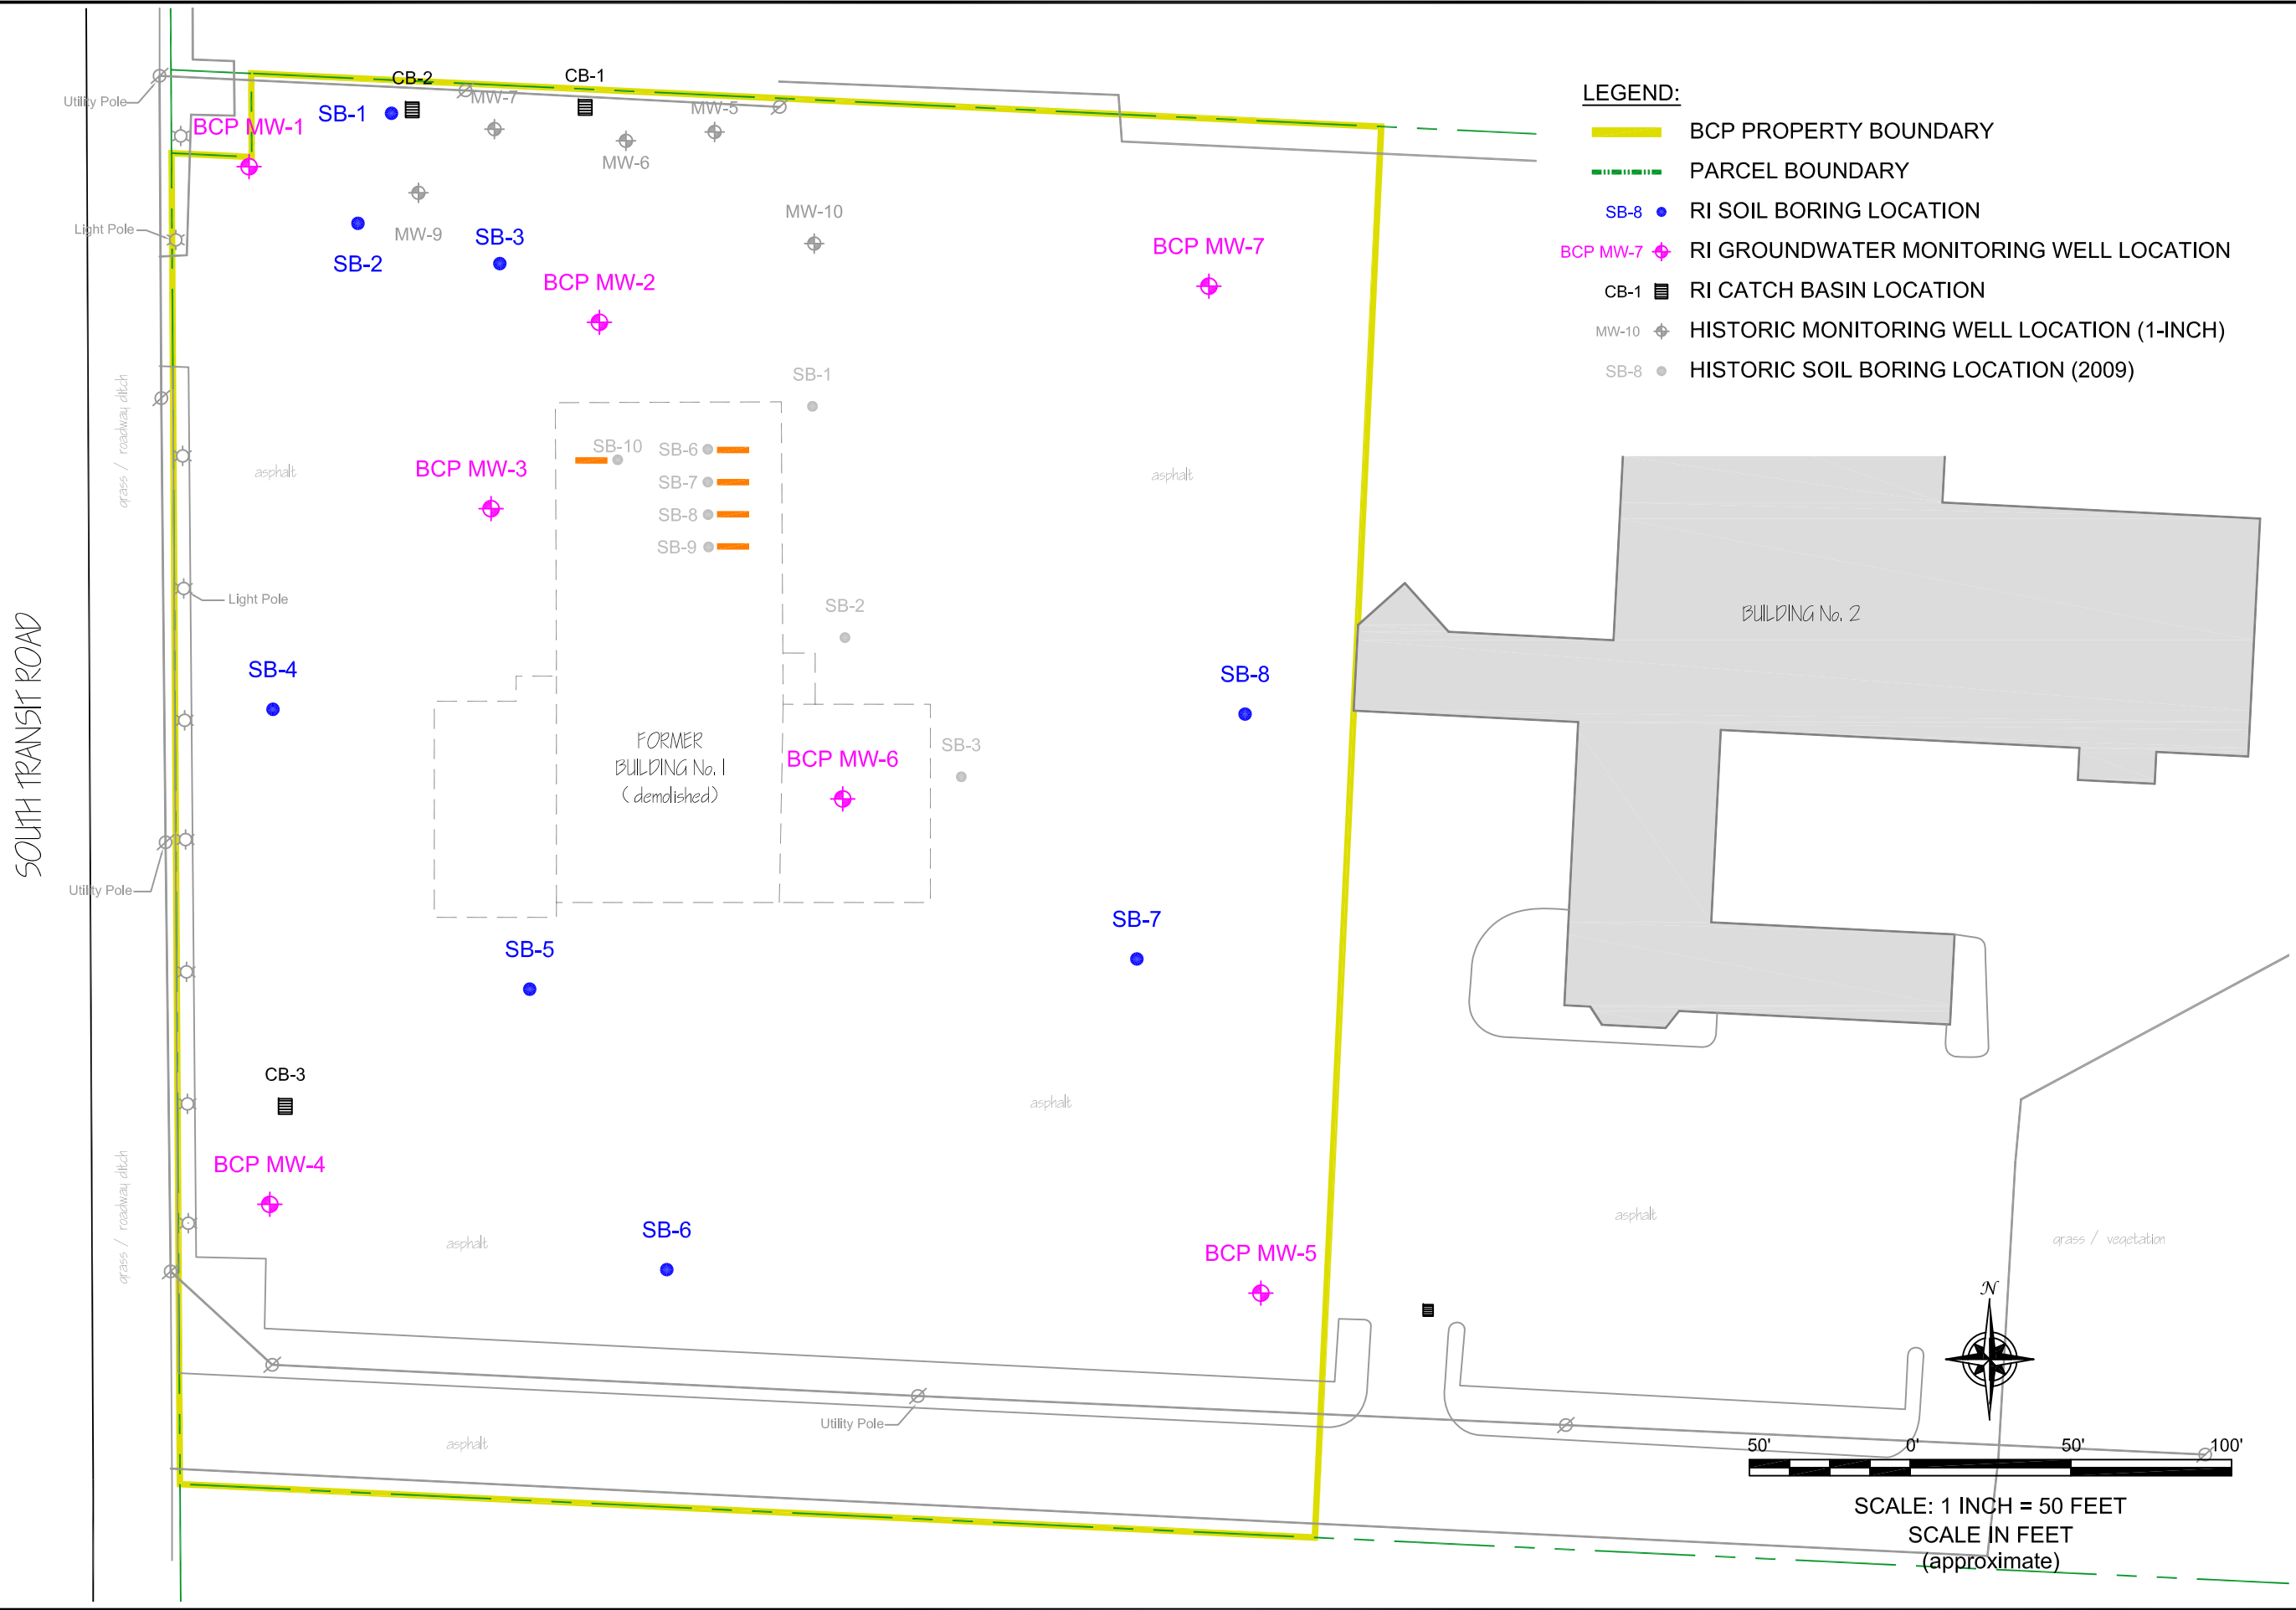 CB-2
CB-1
Utility Pole
SB-1
MW-7
MW-5
BCP MW-1
MW-6
Light Pole
MW-9
SB-2
SB-3
MW-10
BCP MW-2
BCP MW-7
LEGEND:
BCP PROPERTY BOUNDARY
PARCEL BOUNDARY
SB-8 RI SOIL BORING LOCATION
BCP MW-7 RI GROUNDWATER MONITORING WELL LOCATION
CB-1 RI CATCH BASIN LOCATION
MW-10 HISTORIC MONITORING WELL LOCATION (1-INCH)
SB-8 HISTORIC SOIL BORING LOCATION (2009)
SB-1
grass / roadway ditch
asphalt
BCP MW-3
SB-10
SB-6
SB-7
SB-8
SB-9
asphalt
Light Pole
SB-2
BUILDING No. 2
SOUTH TRANSIT ROAD
SB-4
SB-8
FORMER
BUILDING No. 1
(demolished)
BCP MW-6
SB-3
Utility Pole
SB-5
SB-7
CB-3
asphalt
BCP MW-4
grass / roadway ditch
SB-6
asphalt
BCP MW-5
asphalt
grass / vegetation
N
Utility Pole
asphalt
50' 0' 50' 100'
SCALE: 1 INCH = 50 FEET
SCALE IN FEET
(approximate)